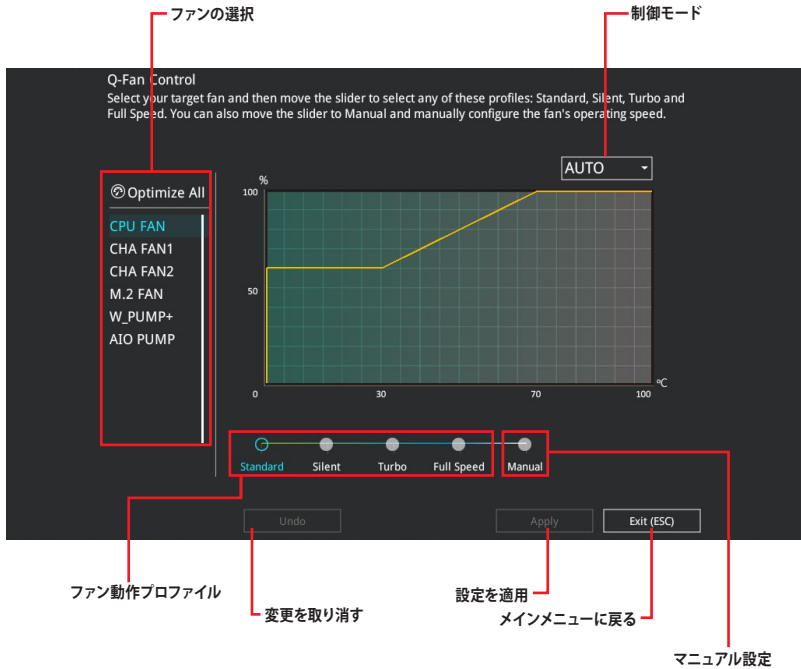 ファンの選択
制御モード
Q-Fan Control
Select your target fan and then move the slider to select any of these profiles: Standard, Silent, Turbo and
Full Speed. You can also move the slider to Manual and manually configure the fan's operating speed.
AUTO
Optimize All
CPU FAN
CHA FAN1
CHA FAN2
M.2 FAN
W_PUMP+
AIO PUMP
%
100
50
0
30
70
100
ºC
Standard
Silent
Turbo
Full Speed
Manual
Undo
Apply
Exit (ESC)
ファン動作プロファイル
変更を取り消す
設定を適用
メインメニューに戻る
マニュアル設定